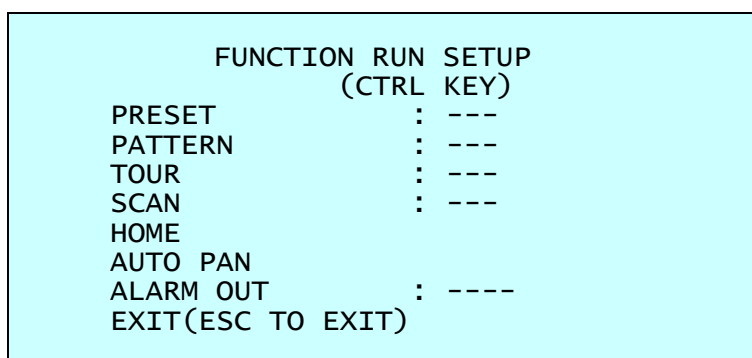 FUNCTION RUN SETUP
(CTRL KEY)
PRESET : ---
PATTERN : ---
TOUR : ---
SCAN : ---
HOME
AUTO PAN
ALARM OUT : ----
EXIT(ESC TO EXIT)